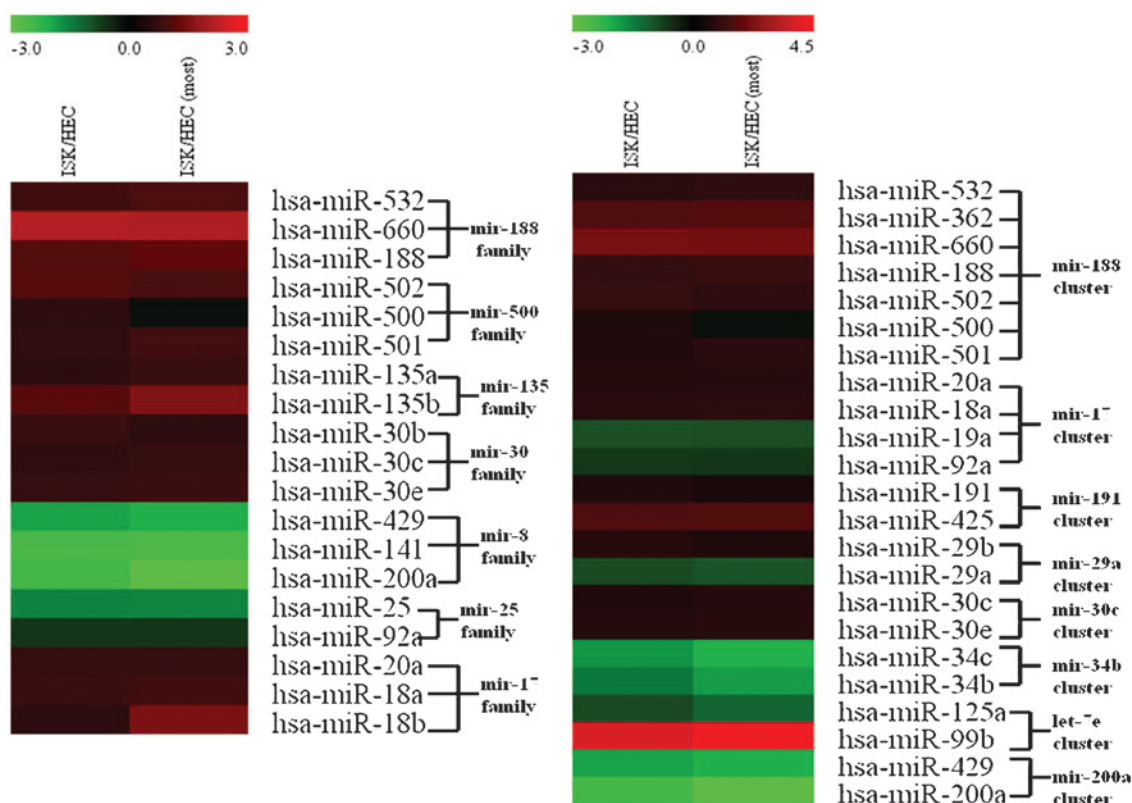 -3.0 0.0 3.0
ISK/HEC
ISK/HEC (most)
hsa-miR-532
hsa-miR-660
hsa-miR-188
mir-188
family
hsa-miR-502
hsa-miR-500
hsa-miR-501
mir-500
family
hsa-miR-135a
hsa-miR-135b
mir-135
family
hsa-miR-30b
hsa-miR-30c
hsa-miR-30e
mir-30
family
hsa-miR-429
hsa-miR-141
hsa-miR-200a
mir-8
family
hsa-miR-25
hsa-miR-92a
mir-25
family
hsa-miR-20a
hsa-miR-18a
hsa-miR-18b
mir-17
family
-3.0 0.0 4.5
ISK/HEC
ISK/HEC (most)
hsa-miR-532
hsa-miR-362
hsa-miR-660
hsa-miR-188
hsa-miR-502
hsa-miR-500
hsa-miR-501
mir-188
cluster
hsa-miR-20a
hsa-miR-18a
hsa-miR-19a
hsa-miR-92a
mir-17
cluster
hsa-miR-191
hsa-miR-425
mir-191
cluster
hsa-miR-29b
hsa-miR-29a
mir-29a
cluster
hsa-miR-30c
hsa-miR-30e
mir-30c
cluster
hsa-miR-34c
hsa-miR-34b
mir-34b
cluster
hsa-miR-125a
hsa-miR-99b
let-7e
cluster
hsa-miR-429
hsa-miR-200a
mir-200a
cluster